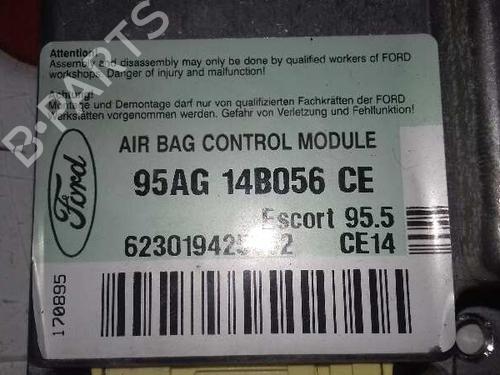 Attention!
Assembly and disassembly may only be done by qualified workers of FORD
workshops. Danger of injury and malfunction!
Achtung!
Montage und Demontage darf nur von qualifizierten Fachkräften der FORD
Werkstätten vorgenommen werden. Gefahr von Verletzung und Fehlfunktion!
Ford
AIR BAG CONTROL MODULE
95AG 14B056 CE
Escort 95.5
CE14
170895
B-PARTS